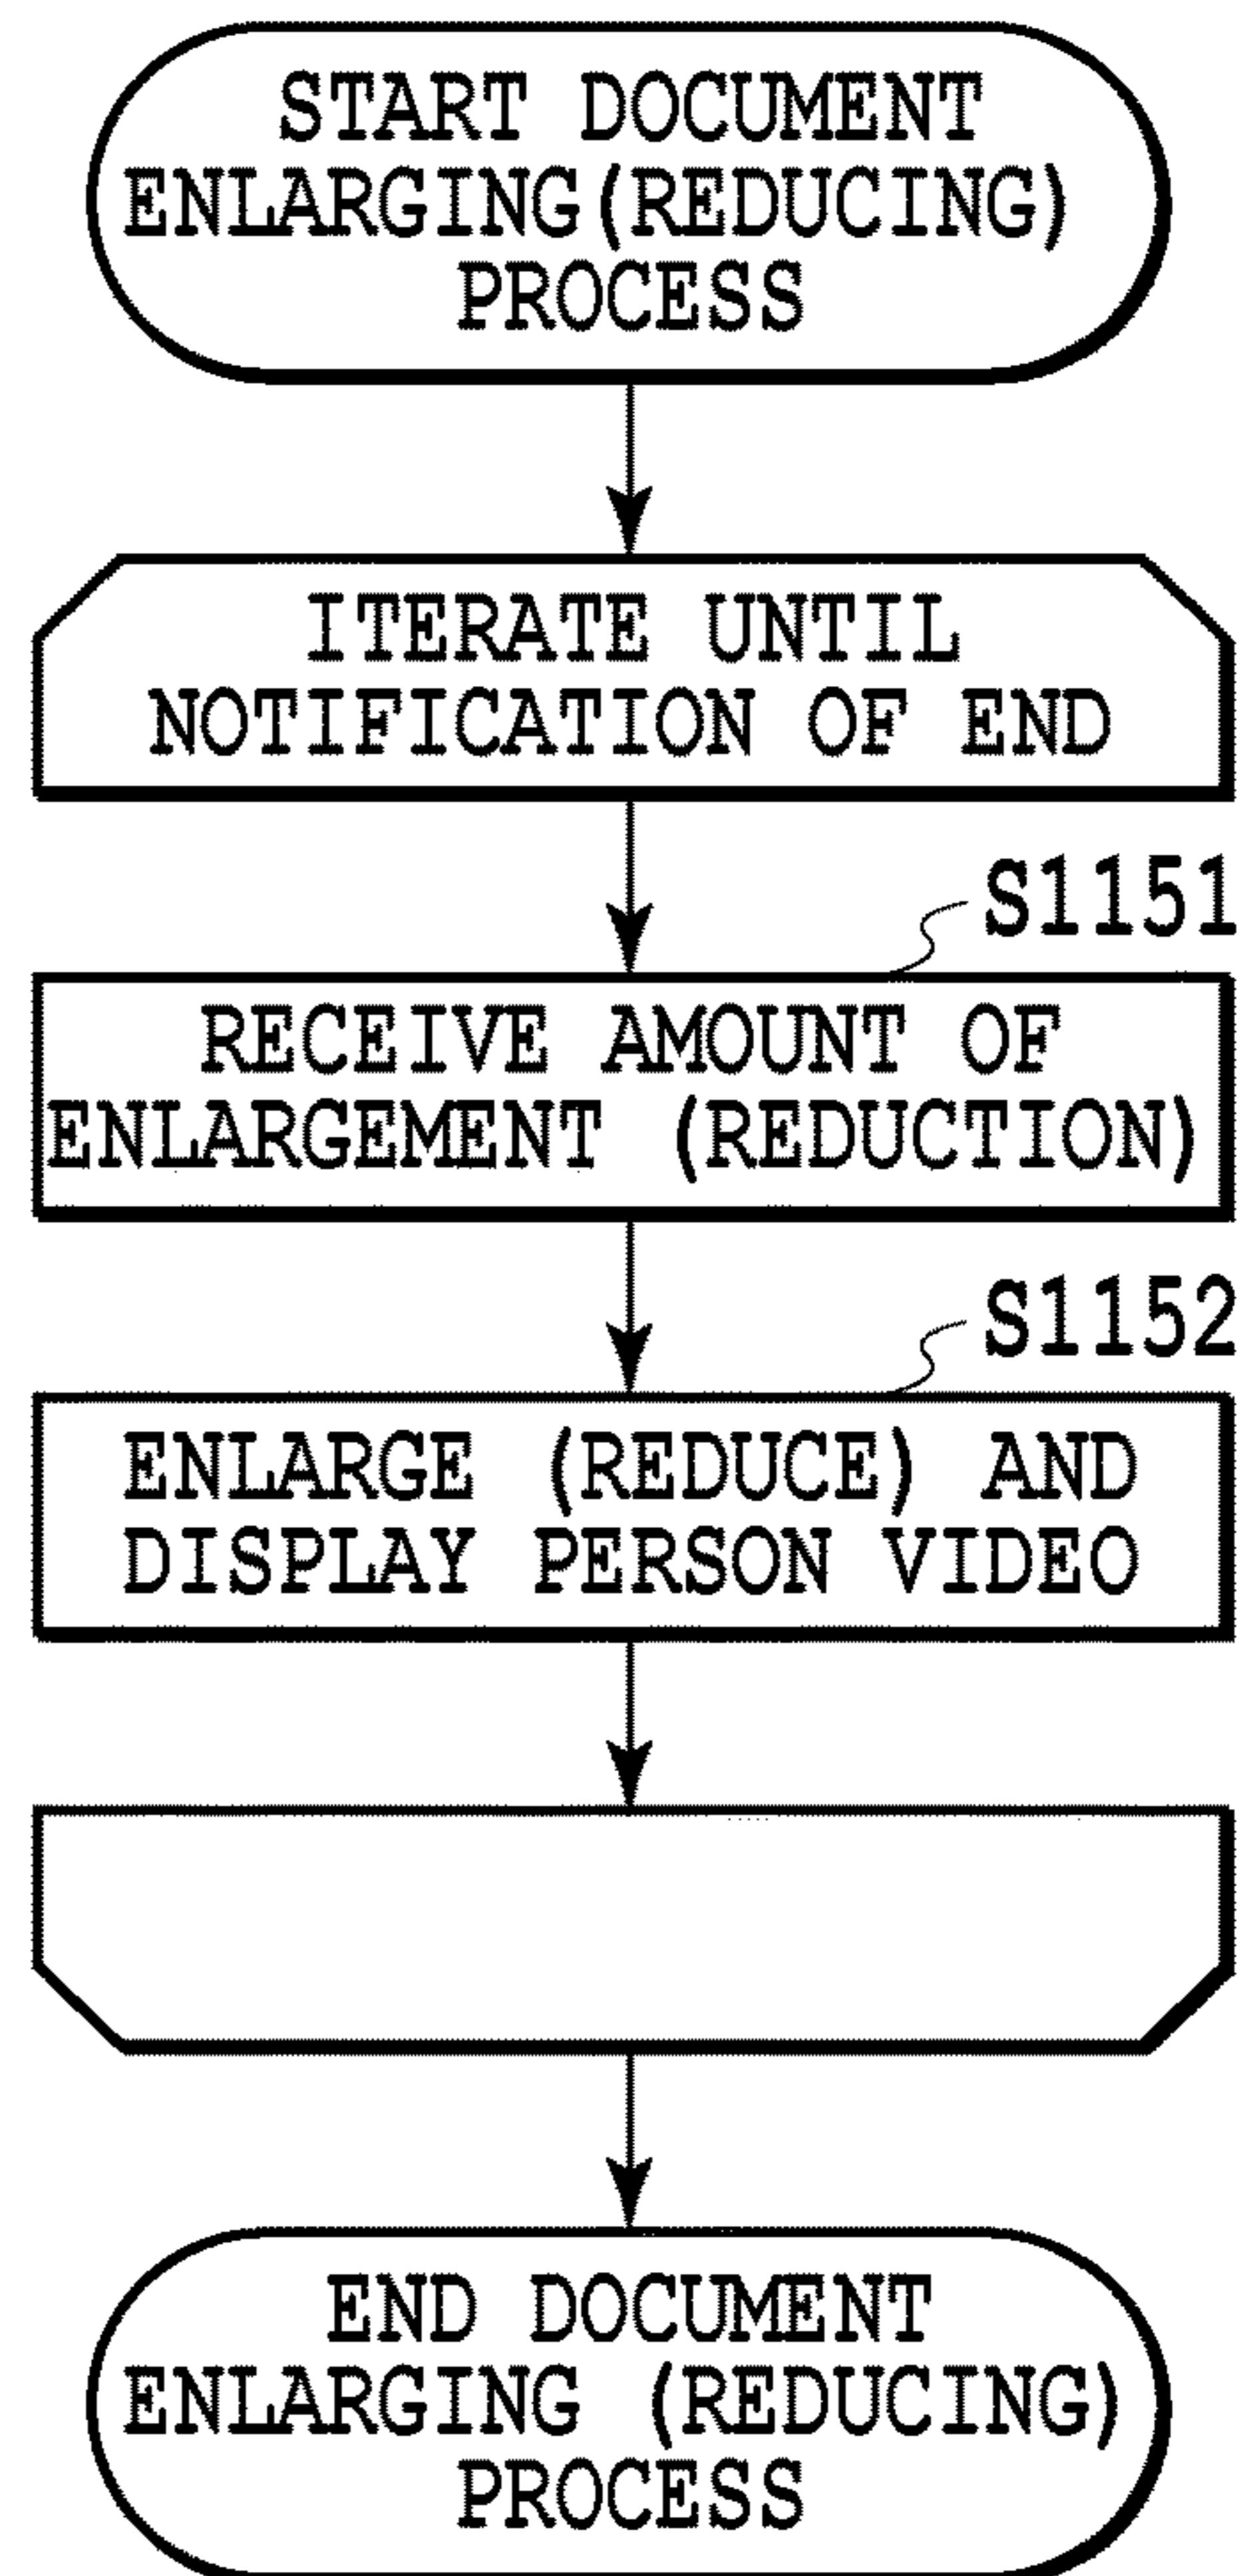 START DOCUMENT
ENLARGING(REDUCING)
PROCESS
ITERATE UNTIL
NOTIFICATION OF END
S1151
RECEIVE AMOUNT OF
ENLARGEMENT (REDUCTION)
S1152
ENLARGE (REDUCE) AND
DISPLAY PERSON VIDEO
END DOCUMENT
ENLARGING (REDUCING)
PROCESS